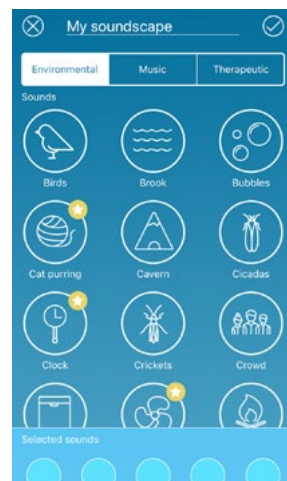 My soundscape
Environmental Music Therapeutic
Sounds
Birds Brook Bubbles
Cat purring Cavern Cicadas
Clock Crickets Crowd
Selected sounds